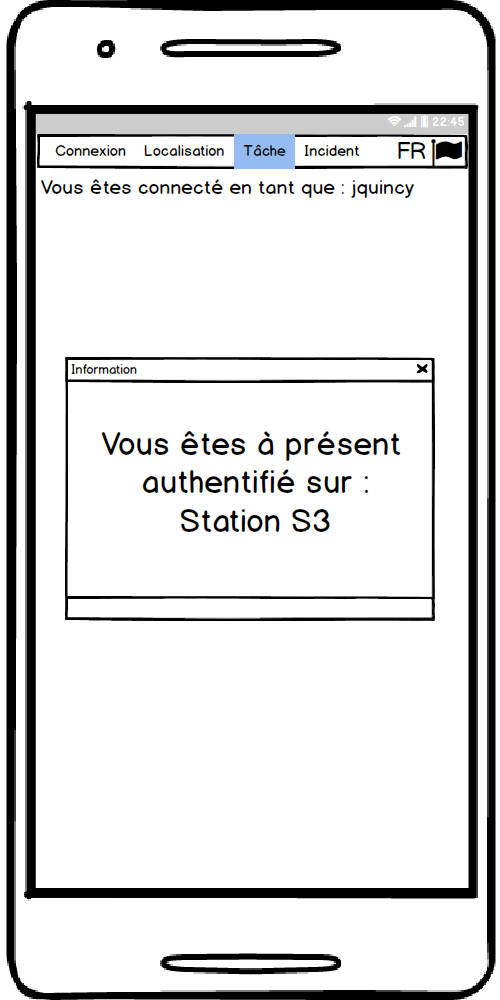 22:45
Connexion Localisation Tâche Incident FR
Vous êtes connecté en tant que : jquincy
Information
Vous êtes à présent
authentifié sur :
Station S3